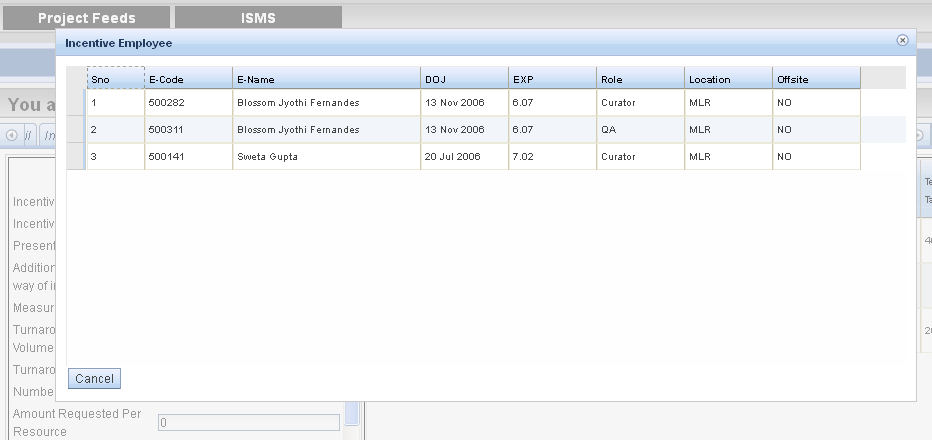 Project Feeds ISMS
Incentive Employee
You a
Sno E-Code E-Name DOJ EXP Role Location Offsite
1 500282 Blossom Jyothi Fernandes 13 Nov 2006 6.07 Curator MLR NO
2 500311 Blossom Jyothi Fernandes 13 Nov 2006 6.07 QA MLR NO
3 500141 Sweta Gupta 20 Jul 2006 7.02 Curator MLR NO
Incentiv
Incentiv
Present
Addition
way of i
Measur
Turnaro
Volume
Turnaro
Numbe
Cancel
Amount Requested Per
Resource
0